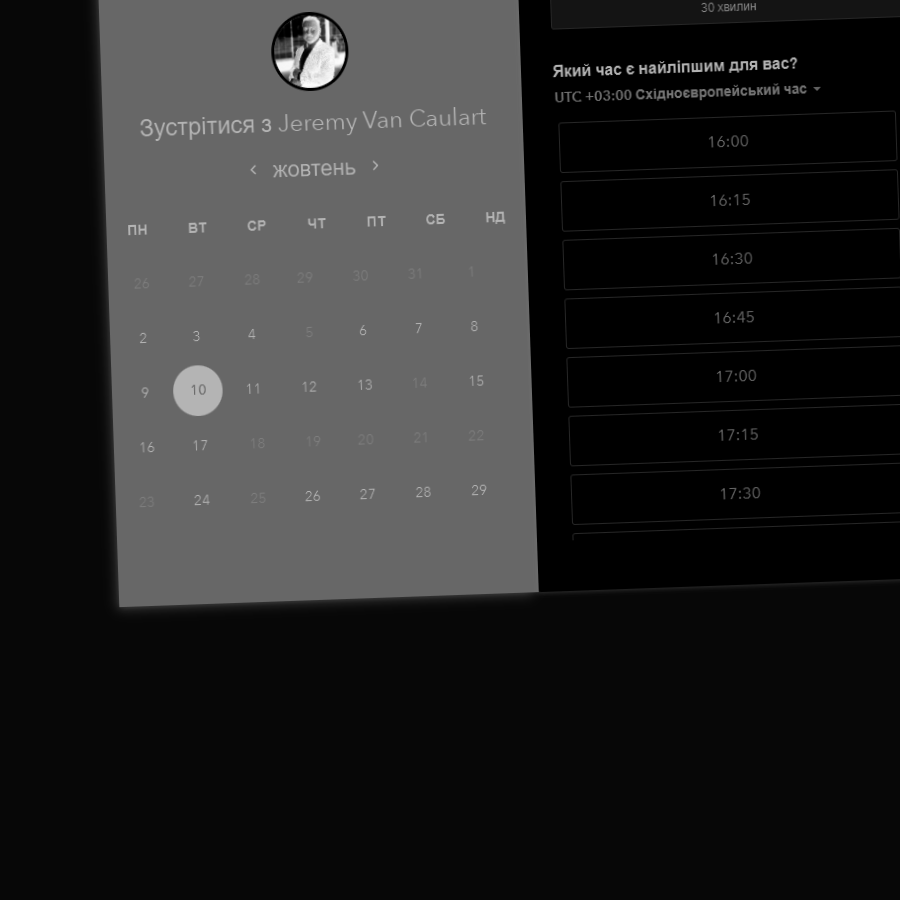 Зустрітися з Jeremy Van Caulart
жовтень
ПН ВТ СР ЧТ ПТ СБ НД
26 27 28 29 30 31 1
2 3 4 5 6 7 8
9 10 11 12 13 14 15
16 17 18 19 20 21 22
23 24 25 26 27 28 29
30 хвилин
Який час є найліпшим для вас?
UTC +03:00 Східноєвропейський час
16:00
16:15
16:30
16:45
17:00
17:15
17:30